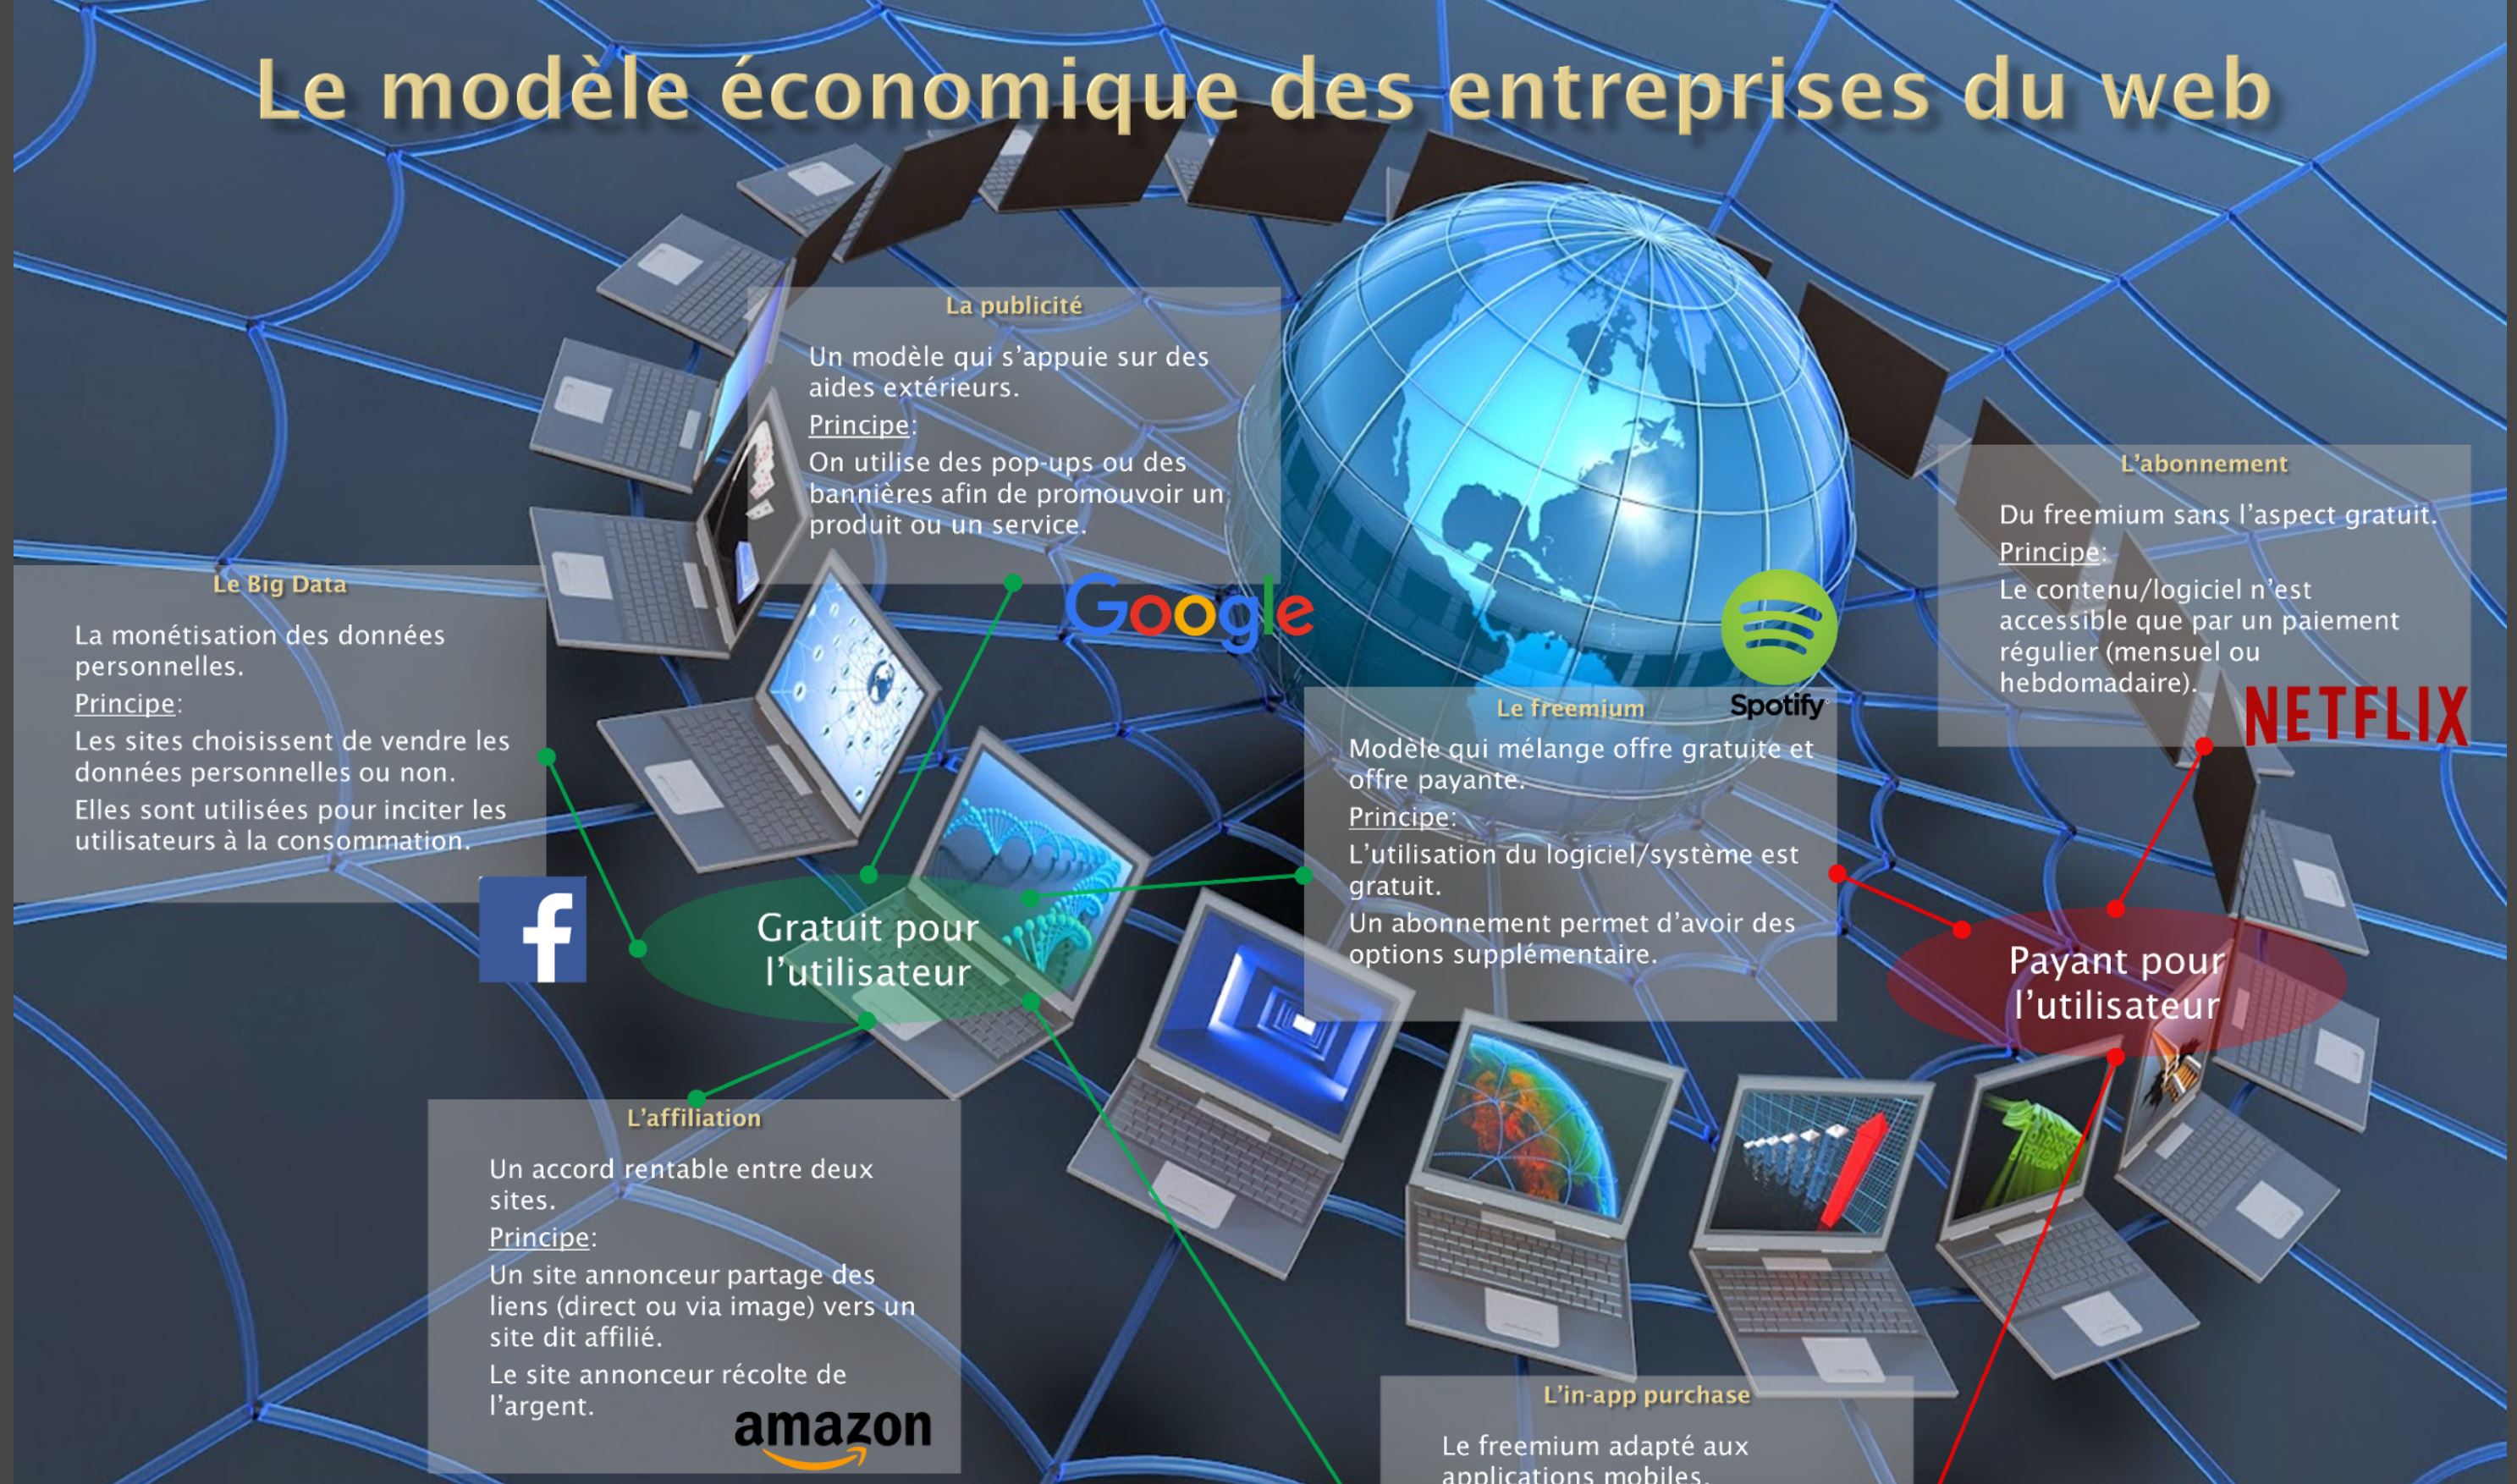 Le modèle économique des entreprises du web
La publicité
Un modèle qui s'appuie sur des
aides extérieurs.
Principe:
On utilise des pop-ups ou des
bannières afin de promouvoir un
produit ou un service.
Google
L'abonnement
Du freemium sans l'aspect gratuit.
Principe:
Le contenu/logiciel n'est
accessible que par un paiement
régulier (mensuel ou
hebdomadaire).
NETFLIX
Le Big Data
La monétisation des données
personnelles.
Principe:
Les sites choisissent de vendre les
données personnelles ou non.
Elles sont utilisées pour inciter les
utilisateurs à la consommation.
f
Spotify
Le freemium
Modèle qui mélange offre gratuite et
offre payante.
Principe:
L'utilisation du logiciel/système est
gratuit.
Un abonnement permet d'avoir des
options supplémentaire.
Gratuit pour
l'utilisateur
Payant pour
l'utilisateur
L'affiliation
Un accord rentable entre deux
sites.
Principe:
Un site annonceur partage des
liens (direct ou via image) vers un
site dit affilié.
Le site annonceur récolte de
l'argent.
amazon
L'in-app purchase
Le freemium adapté aux
applications mobiles.